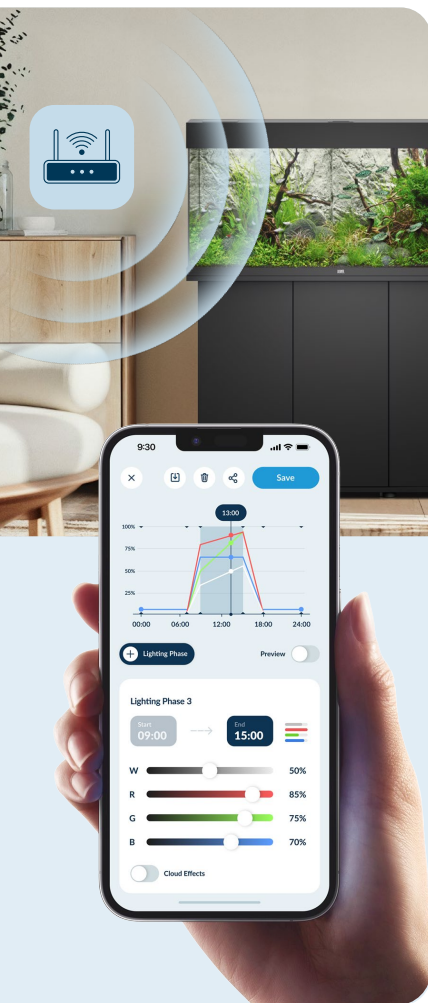 9:30
Save
13:00
100%
75%
50%
25%
00:00 06:00 12:00 18:00 24:00
Lighting Phase
Preview
Lighting Phase 3
Start
09:00
End
15:00
W 50%
R 85%
G 75%
B 70%
Cloud Effects